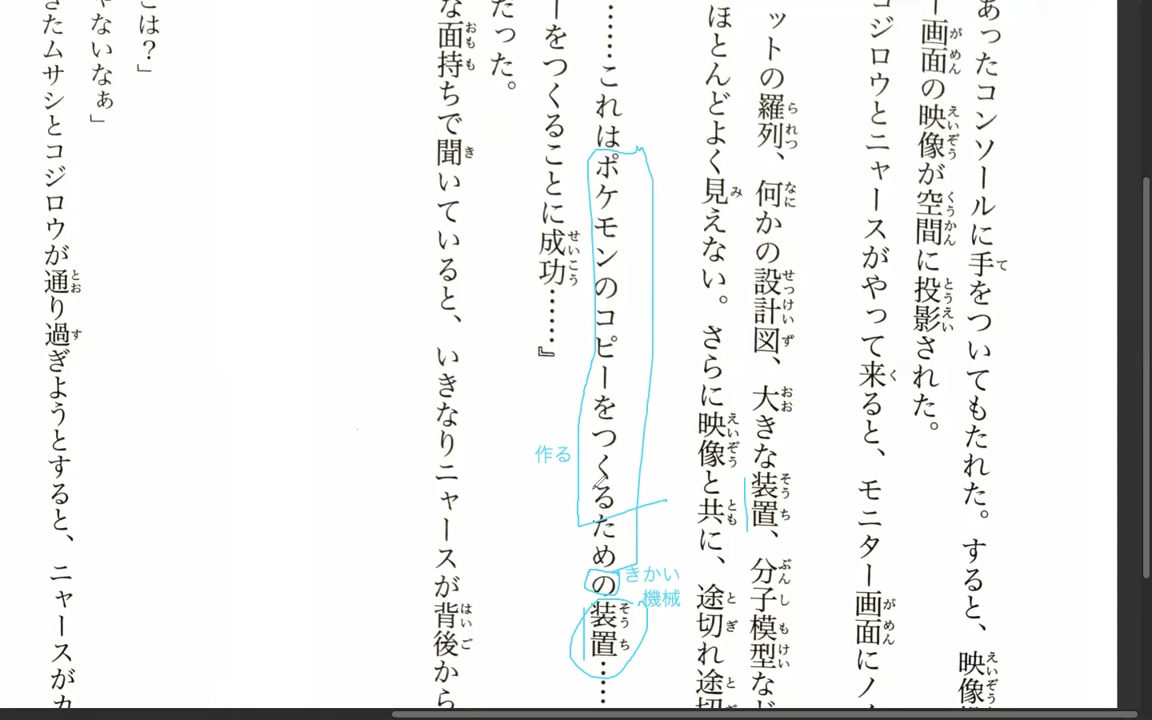 あったコンソールに手をついてもたれた。すると、映像
ー画面の映像が空間に投影された。
コジロウとニャースがやって来ると、モニター画面にノ
ットの羅列、何かの設計図、大きな装置、分子模型など
ほとんどよく見えない。さらに映像と共に、途切れ途切
……これはポケモンのコピーをつくるための装置……
ーをつくることに成功……』
たった。
な面持ちで聞いていると、いきなりニャースが背後から
こは？」
ゃないなぁ」
きたムサシとコジロウが通り過ぎようとすると、ニャースがカ
作る
きかい
機械